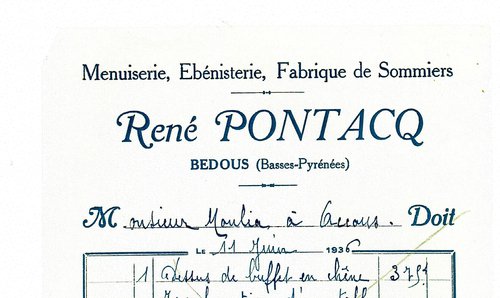 Menuiserie, Ebénisterie, Fabrique de Sommiers
René PONTACQ
BEDOUS (Basses-Pyrénées)
Monsieur Moulia à Accous. Doit
LE 11 Juin 1936
1 Dessus de buffet en chêne 375